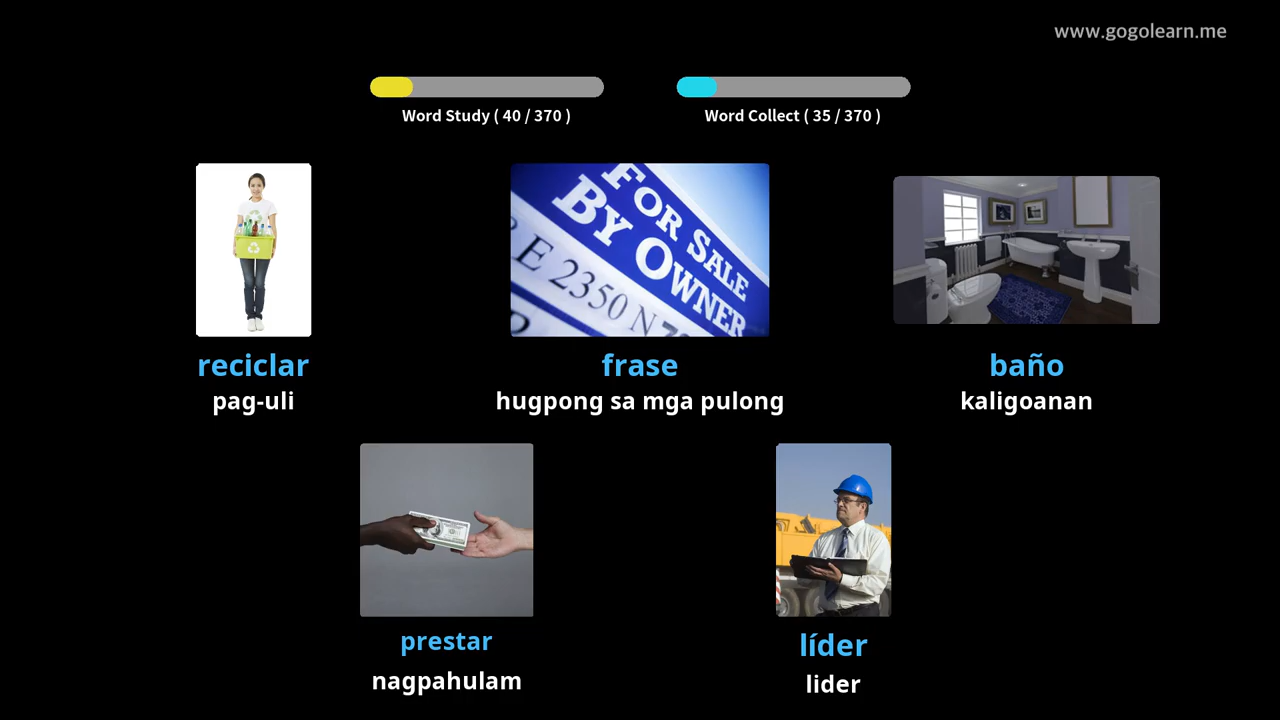 www.gogolearn.me
Word Study ( 40 / 370 )
Word Collect ( 35 / 370 )
FOR SALE
BY OWNER
E 2350 N
reciclar
pag-uli
frase
hugpong sa mga pulong
baño
kaligoanan
prestar
nagpahulam
líder
lider